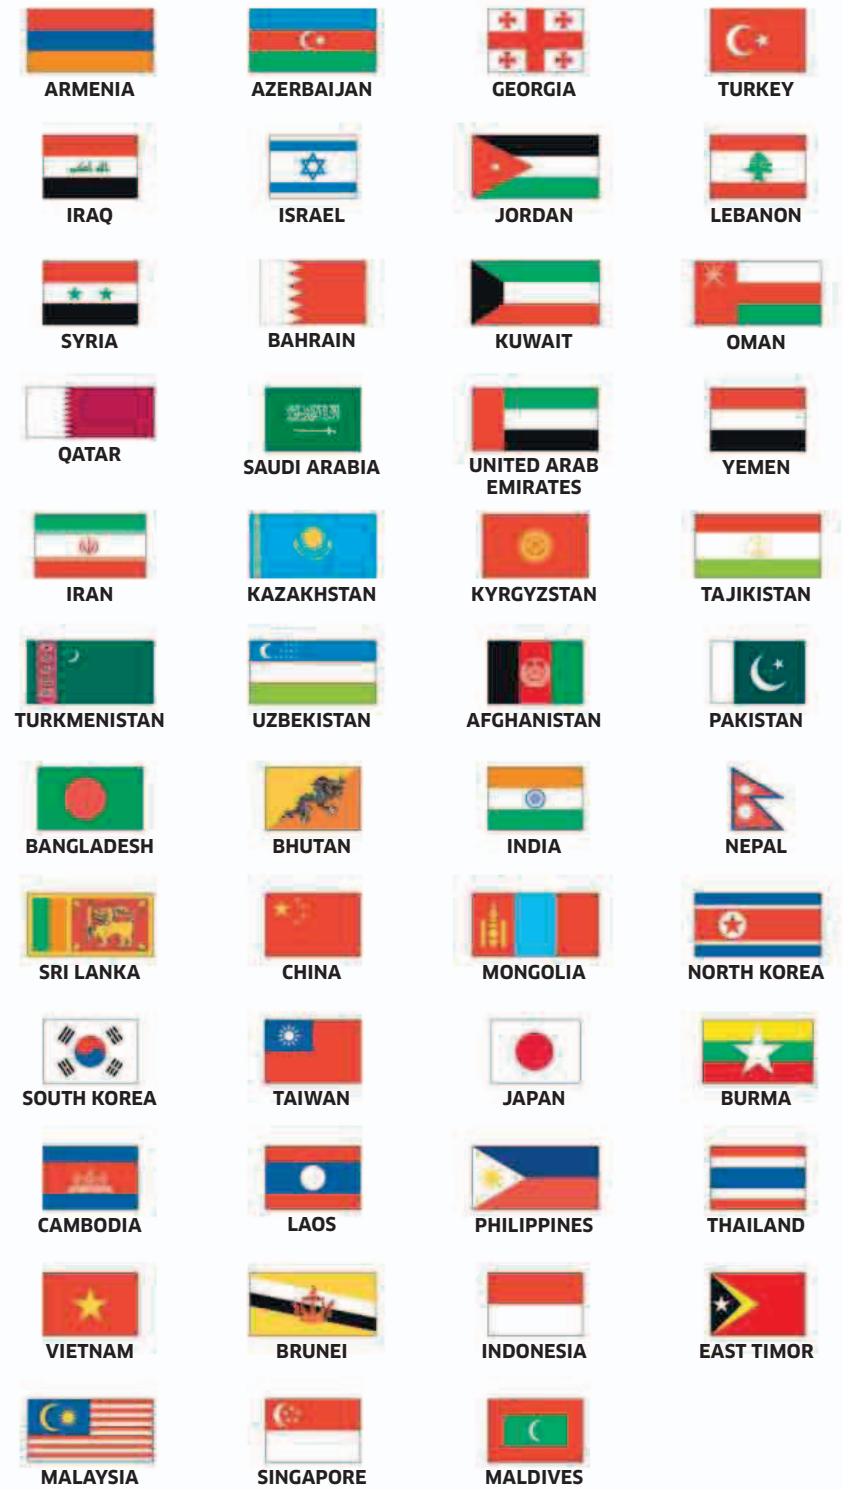 ARMENIA
AZERBAIJAN
GEORGIA
TURKEY
IRAQ
ISRAEL
JORDAN
LEBANON
SYRIA
BAHRAIN
KUWAIT
OMAN
QATAR
SAUDI ARABIA
UNITED ARAB
EMIRATES
YEMEN
IRAN
KAZAKHSTAN
KYRGYZSTAN
TAJIKISTAN
TURKMENISTAN
UZBEKISTAN
AFGHANISTAN
PAKISTAN
BANGLADESH
BHUTAN
INDIA
NEPAL
SRI LANKA
CHINA
MONGOLIA
NORTH KOREA
SOUTH KOREA
TAIWAN
JAPAN
BURMA
CAMBODIA
LAOS
PHILIPPINES
THAILAND
VIETNAM
BRUNEI
INDONESIA
EAST TIMOR
MALAYSIA
SINGAPORE
MALDIVES